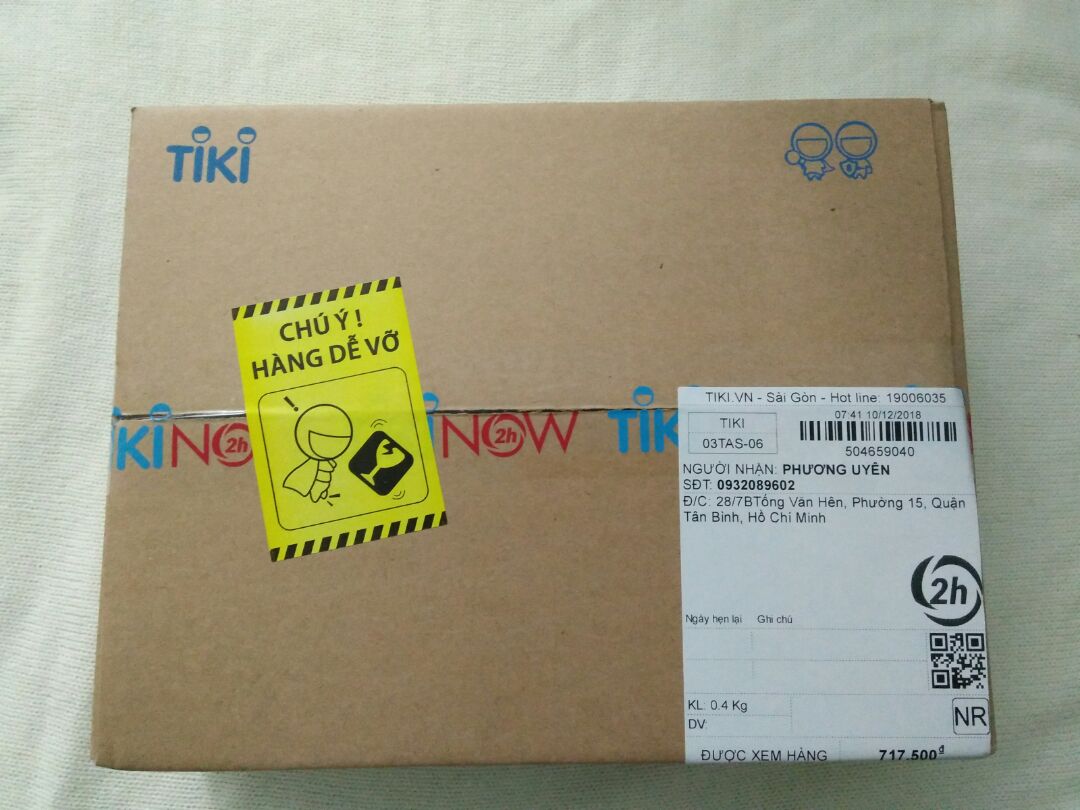 TIKI
CHÚ Ý !
HÀNG DỄ VỠ
KI NOW 2h
NOW 2h
TIK
TIKI.VN - Sài Gòn - Hot line: 19006035
TIKI
03TAS-06
07:41 10/12/2018
504659040
NGƯỜI NHẬN: PHƯƠNG UYÊN
SĐT: 0932089602
Đ/C: 28/7BTống Văn Hên, Phường 15, Quận
Tân Bình, Hồ Chí Minh
2h
Ngày hẹn lại Ghi chú
KL: 0.4 Kg
DV:
NR
ĐƯỢC XEM HÀNG 717.500đ